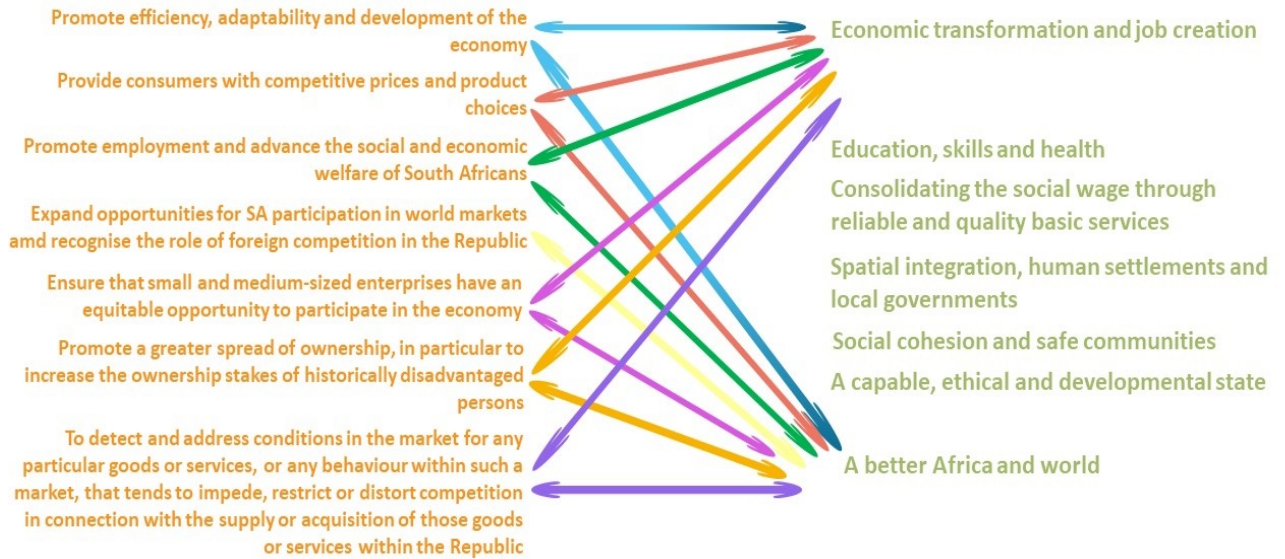 Promote efficiency, adaptability and development of the
economy
Provide consumers with competitive prices and product
choices
Promote employment and advance the social and economic
welfare of South Africans
Expand opportunities for SA participation in world markets
amd recognise the role of foreign competition in the Republic
Ensure that small and medium-sized enterprises have an
equitable opportunity to participate in the economy
Promote a greater spread of ownership, in particular to
increase the ownership stakes of historically disadvantaged
persons
To detect and address conditions in the market for any
particular goods or services, or any behaviour within such a
market, that tends to impede, restrict or distort competition
in connection with the supply or acquisition of those goods
or services within the Republic
Economic transformation and job creation
Education, skills and health
Consolidating the social wage through
reliable and quality basic services
Spatial integration, human settlements and
local governments
Social cohesion and safe communities
A capable, ethical and developmental state
A better Africa and world